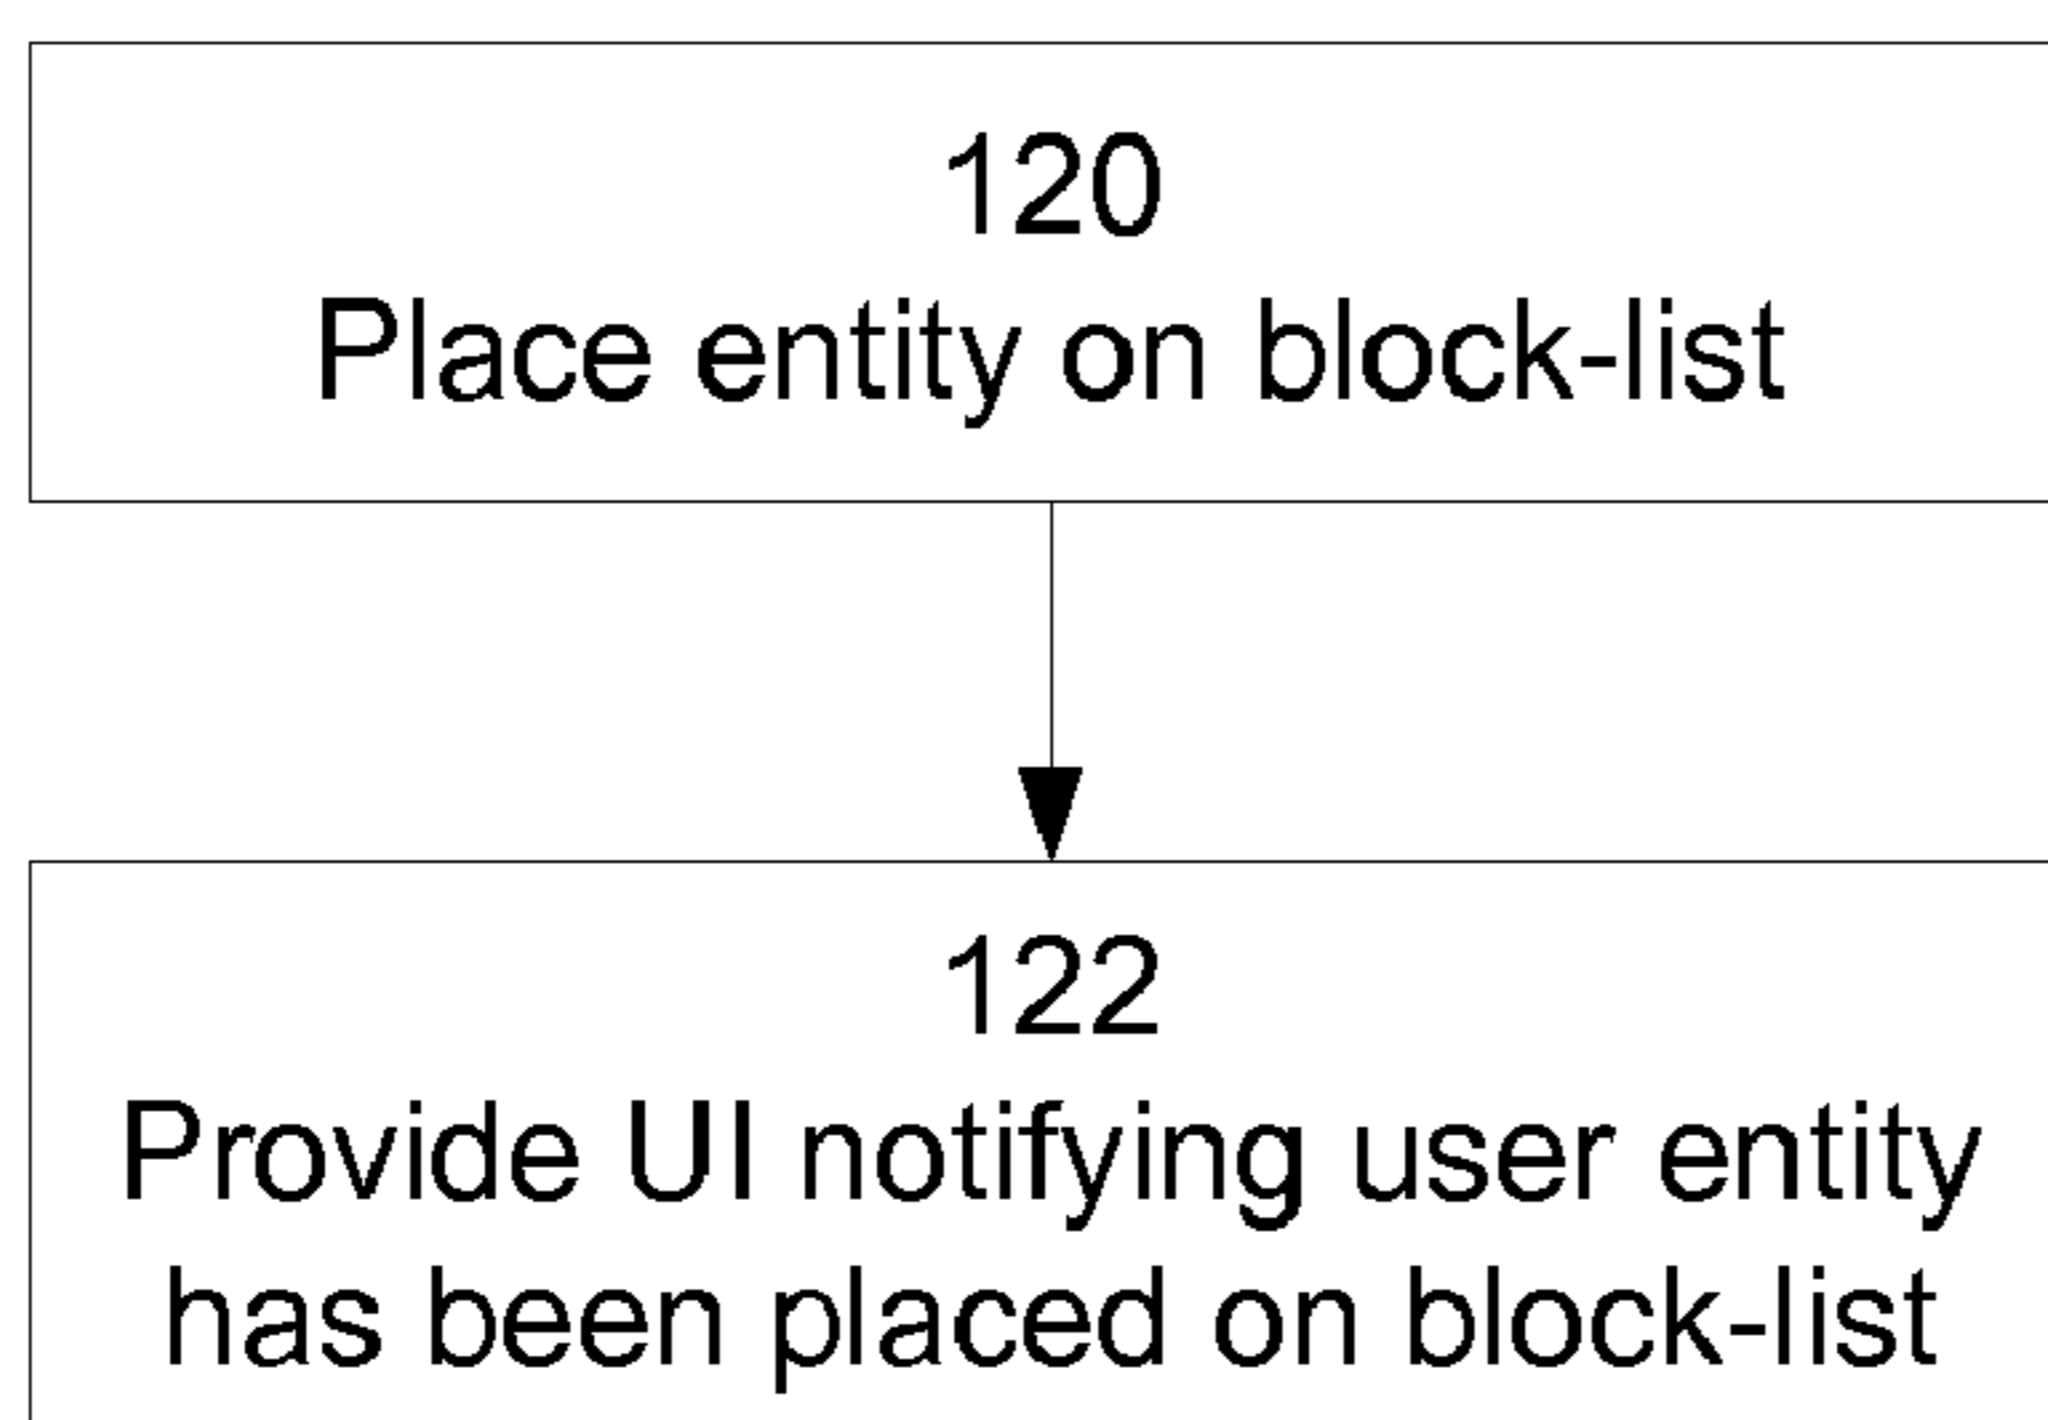 120
Place entity on block-list
122
Provide UI notifying user entity
has been placed on block-list